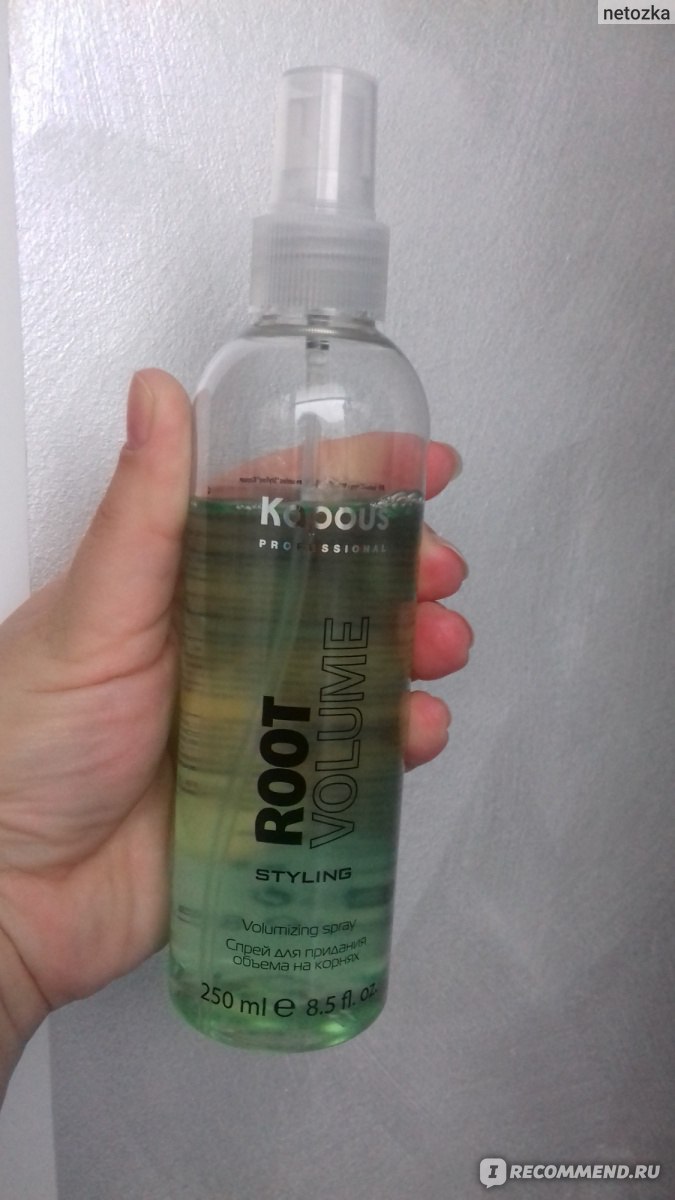 netozka
Kapous
PROFESSIONAL
ROOT
VOLUME
STYLING
Volumizing spray
Спрей для придания
объема на корнях
250 ml e 8.5 fl. oz.
IRECOMMEND.RU